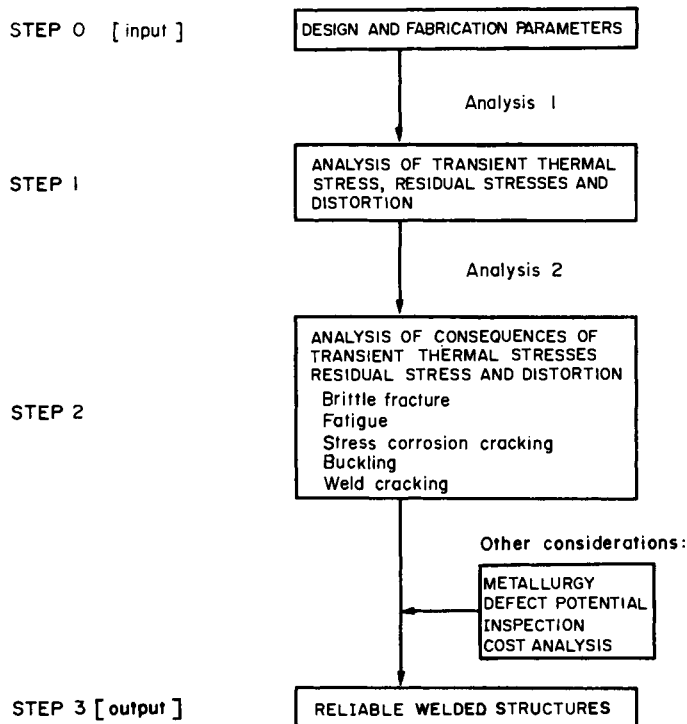 STEP 0 [input]
DESIGN AND FABRICATION PARAMETERS
Analysis 1
STEP 1
ANALYSIS OF TRANSIENT THERMAL
STRESS, RESIDUAL STRESSES AND
DISTORTION
Analysis 2
STEP 2
ANALYSIS OF CONSEQUENCES OF
TRANSIENT THERMAL STRESSES
RESIDUAL STRESS AND DISTORTION
Brittle fracture
Fatigue
Stress corrosion cracking
Buckling
Weld cracking
Other considerations:
METALLURGY
DEFECT POTENTIAL
INSPECTION
COST ANALYSIS
STEP 3 [output]
RELIABLE WELDED STRUCTURES